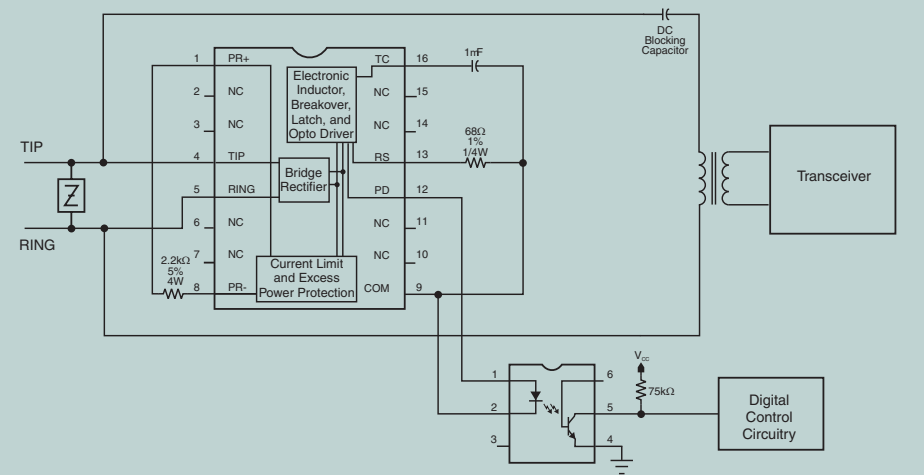 DC
Blocking
Capacitor
1mF
1
PR+
TC
16
Electronic
Inductor,
Breakover,
Latch, and
Opto Driver
2
NC
NC
15
3
NC
NC
14
68Ω
1%
1/4W
TIP
4
TIP
RS
13
Bridge
Rectifier
Transceiver
5
RING
PD
12
6
NC
NC
11
RING
7
NC
NC
10
2.2kΩ
5%
4W
Current Limit
and Excess
Power Protection
8
PR-
COM
9
VCC
1
6
75kΩ
2
5
3
4
Digital
Control
Circuitry